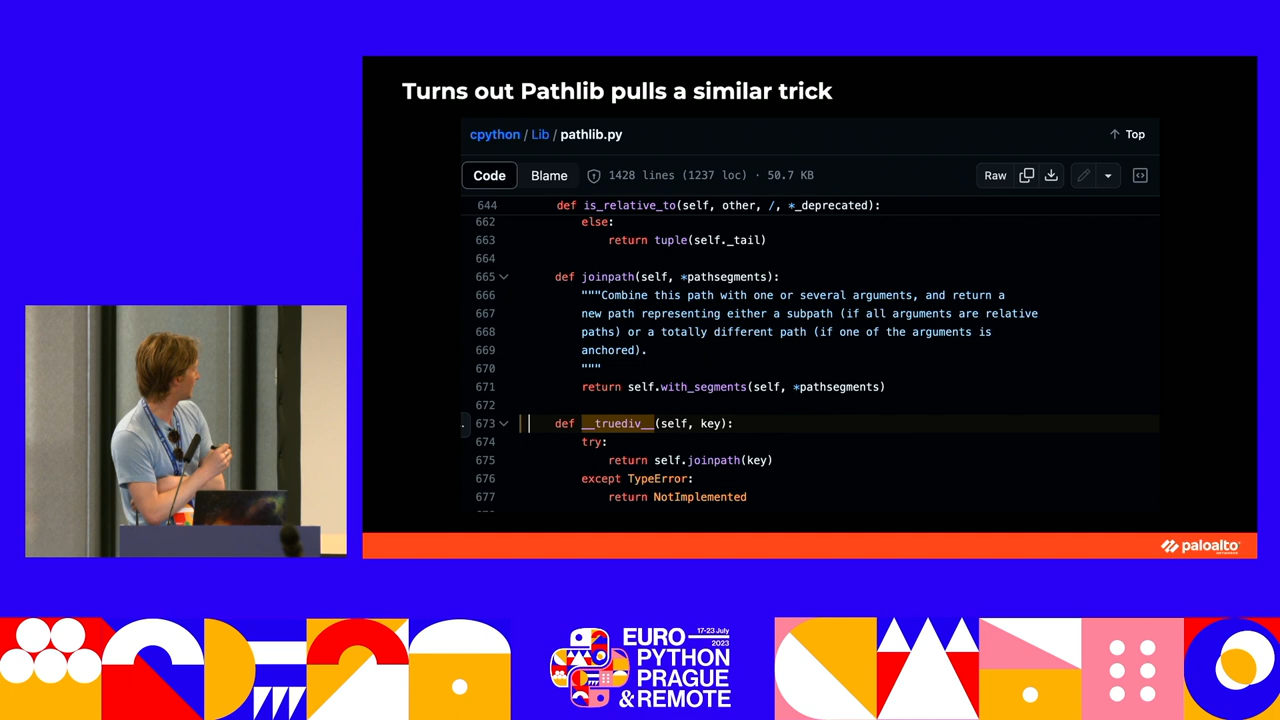 Turns out Pathlib pulls a similar trick
cpython / Lib / pathlib.py
Top
Code Blame 1428 lines (1237 loc) · 50.7 KB Raw
644 def is_relative_to(self, other, /, *_deprecated):
662 else:
663 return tuple(self._tail)
664
665 def joinpath(self, *pathsegments):
666 """Combine this path with one or several arguments, and return a
667 new path representing either a subpath (if all arguments are relative
668 paths) or a totally different path (if one of the arguments is
669 anchored).
670 """
671 return self.with_segments(self, *pathsegments)
672
673 def __truediv__(self, key):
674 try:
675 return self.joinpath(key)
676 except TypeError:
677 return NotImplemented
paloalto
EURO 17-23 July 2023
PYTHON
PRAGUE
& REMOTE